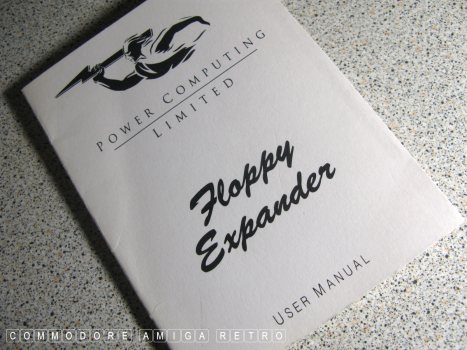 POWER COMPUTING
LIMITED
Floppy
Expander
USER MANUAL
COMMODORE AMIGA RETRO